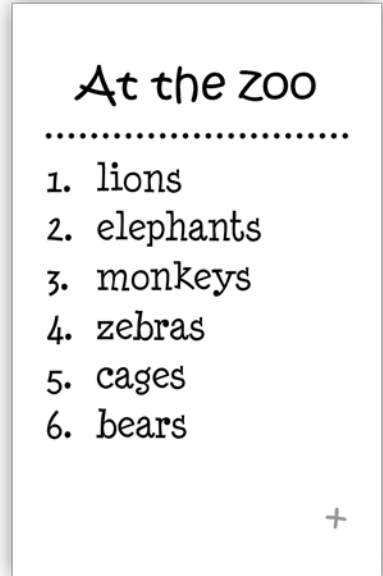 At the zoo
1. lions
2. elephants
3. monkeys
4. zebras
5. cages
6. bears
+